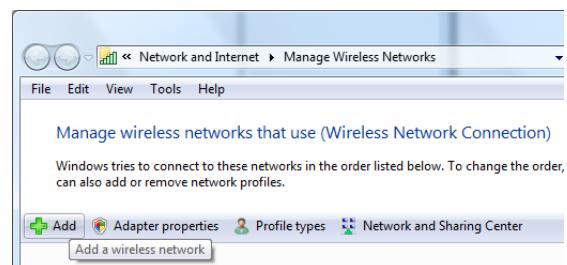 « Network and Internet ▸ Manage Wireless Networks
File Edit View Tools Help
Manage wireless networks that use (Wireless Network Connection)
Windows tries to connect to these networks in the order listed below. To change the order,
can also add or remove network profiles.
Add Adapter properties Profile types Network and Sharing Center
Add a wireless network